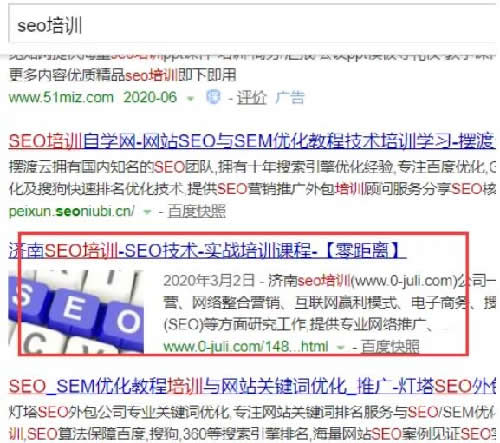 seo培训
更多内容优质精品seo培训即下即用
www.51miz.com 2020-06 - 评价 广告
SEO培训自学网-网站SEO与SEM优化教程技术培训学习-摆渡
摆渡云拥有国内知名的SEO团队,拥有十年搜索引擎优化经验,专注百度优化,G
化及搜狗快速排名优化技术.提供SEO营销推广外包培训顾问服务分享SEO核
peixun.seoniubi.cn/ - 百度快照
济南SEO培训-SEO技术-实战培训课程-【零距离】
2020年3月2日 - 济南seo培训(www.0-juli.com)公司一
营、网络整合营销、互联网赢利模式、电子商务、搜
(SEO)等方面研究工作.提供专业网络推广、
www.0-juli.com/148...html - 百度快照
SEO
SEO_SEM优化教程培训与网站关键词优化_推广-灯塔SEO外包
灯塔SEO外包公司专业关键词优化,专注网站关键词排名服务与SEO/SEM优
训,SEO算法保障百度,搜狗,360等搜索引擎排名,海量网站SEO案例见证SEO实